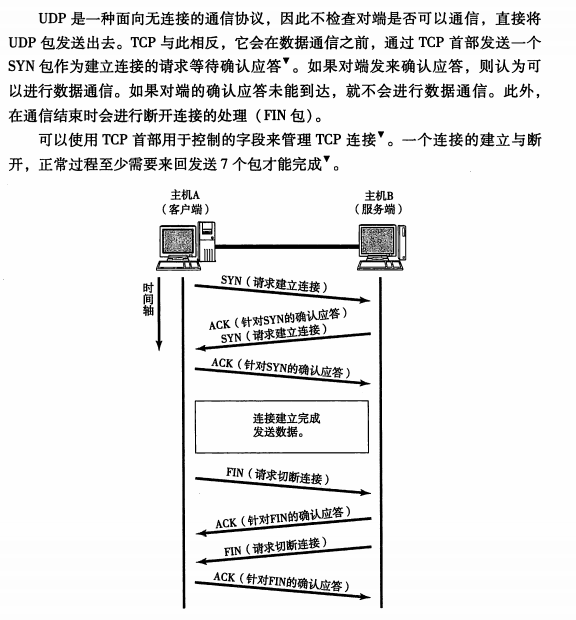 UDP 是一种面向无连接的通信协议，因此不检查对端是否可以通信，直接将
UDP 包发送出去。TCP 与此相反，它会在数据通信之前，通过 TCP 首部发送一个
SYN 包作为建立连接的请求等待确认应答▼。如果对端发来确认应答，则认为可
以进行数据通信。如果对端的确认应答未能到达，就不会进行数据通信。此外，
在通信结束时会进行断开连接的处理（FIN 包）。
可以使用 TCP 首部用于控制的字段来管理 TCP 连接▼。一个连接的建立与断
开，正常过程至少需要来回发送 7 个包才能完成▼。
主机A
（客户端）
主机B
（服务端）
时间轴
SYN（请求建立连接）
ACK（针对SYN的确认应答）
SYN（请求建立连接）
ACK（针对SYN的确认应答）
连接建立完成
发送数据。
FIN（请求切断连接）
ACK（针对FIN的确认应答）
FIN（请求切断连接）
ACK（针对FIN的确认应答）